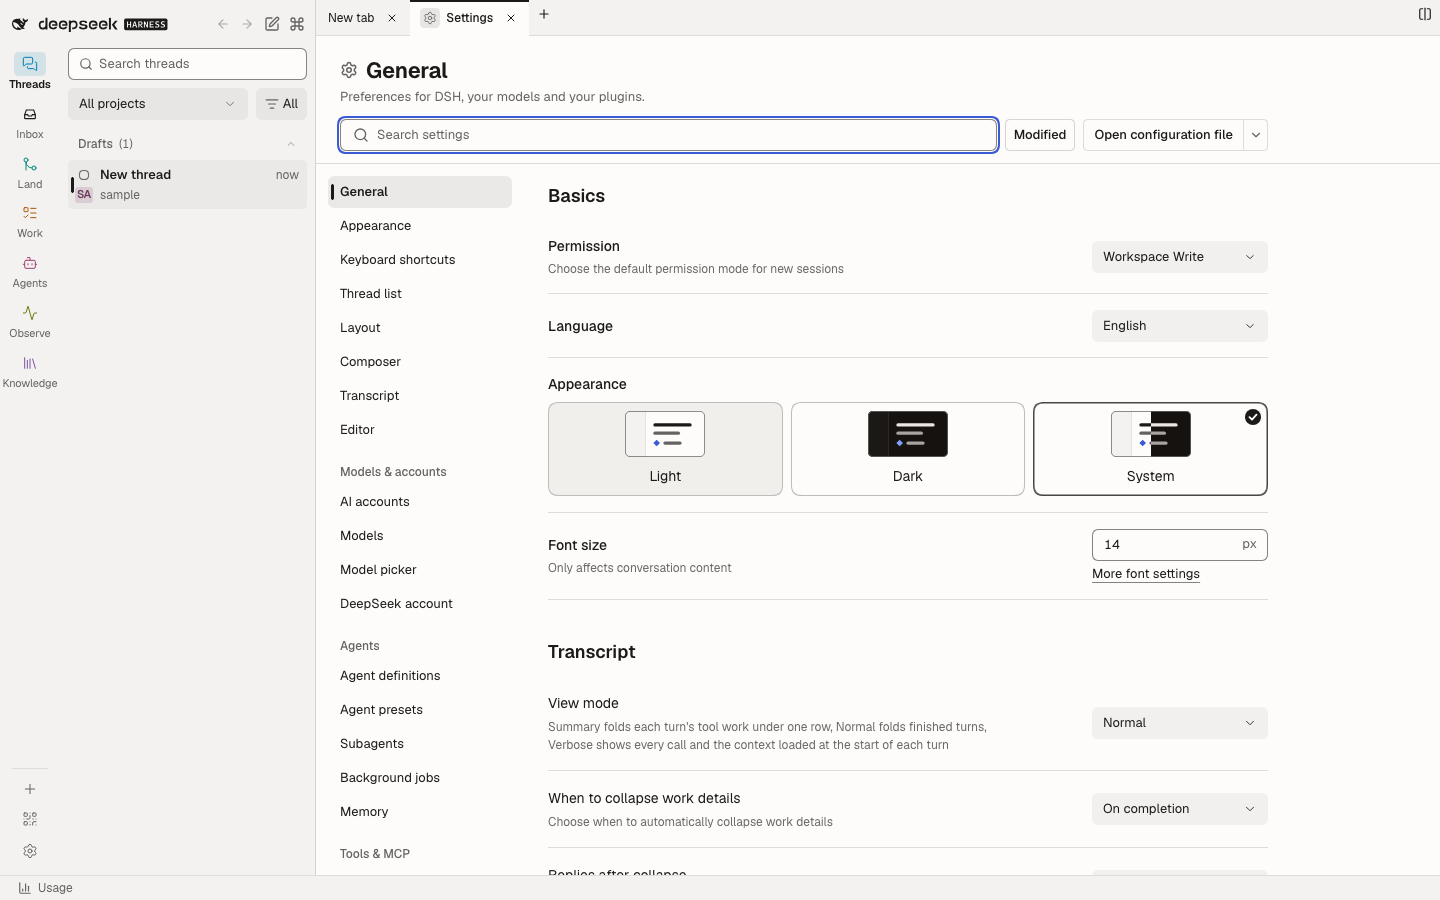 deepseek HARNESS
New tab
Settings
Search threads
Threads
All projects
All
Inbox
Drafts (1)
New thread
now
SA
sample
Land
Work
Agents
Observe
Knowledge
Usage
General
Preferences for DSH, your models and your plugins.
Search settings
Modified
Open configuration file
General
Appearance
Keyboard shortcuts
Thread list
Layout
Composer
Transcript
Editor
Models & accounts
AI accounts
Models
Model picker
DeepSeek account
Agents
Agent definitions
Agent presets
Subagents
Background jobs
Memory
Tools & MCP
Basics
Permission
Choose the default permission mode for new sessions
Workspace Write
Language
English
Appearance
Light
Dark
System
Font size
Only affects conversation content
14
px
More font settings
Transcript
View mode
Summary folds each turn's tool work under one row, Normal folds finished turns,
Verbose shows every call and the context loaded at the start of each turn
Normal
When to collapse work details
Choose when to automatically collapse work details
On completion
Replies after collapse